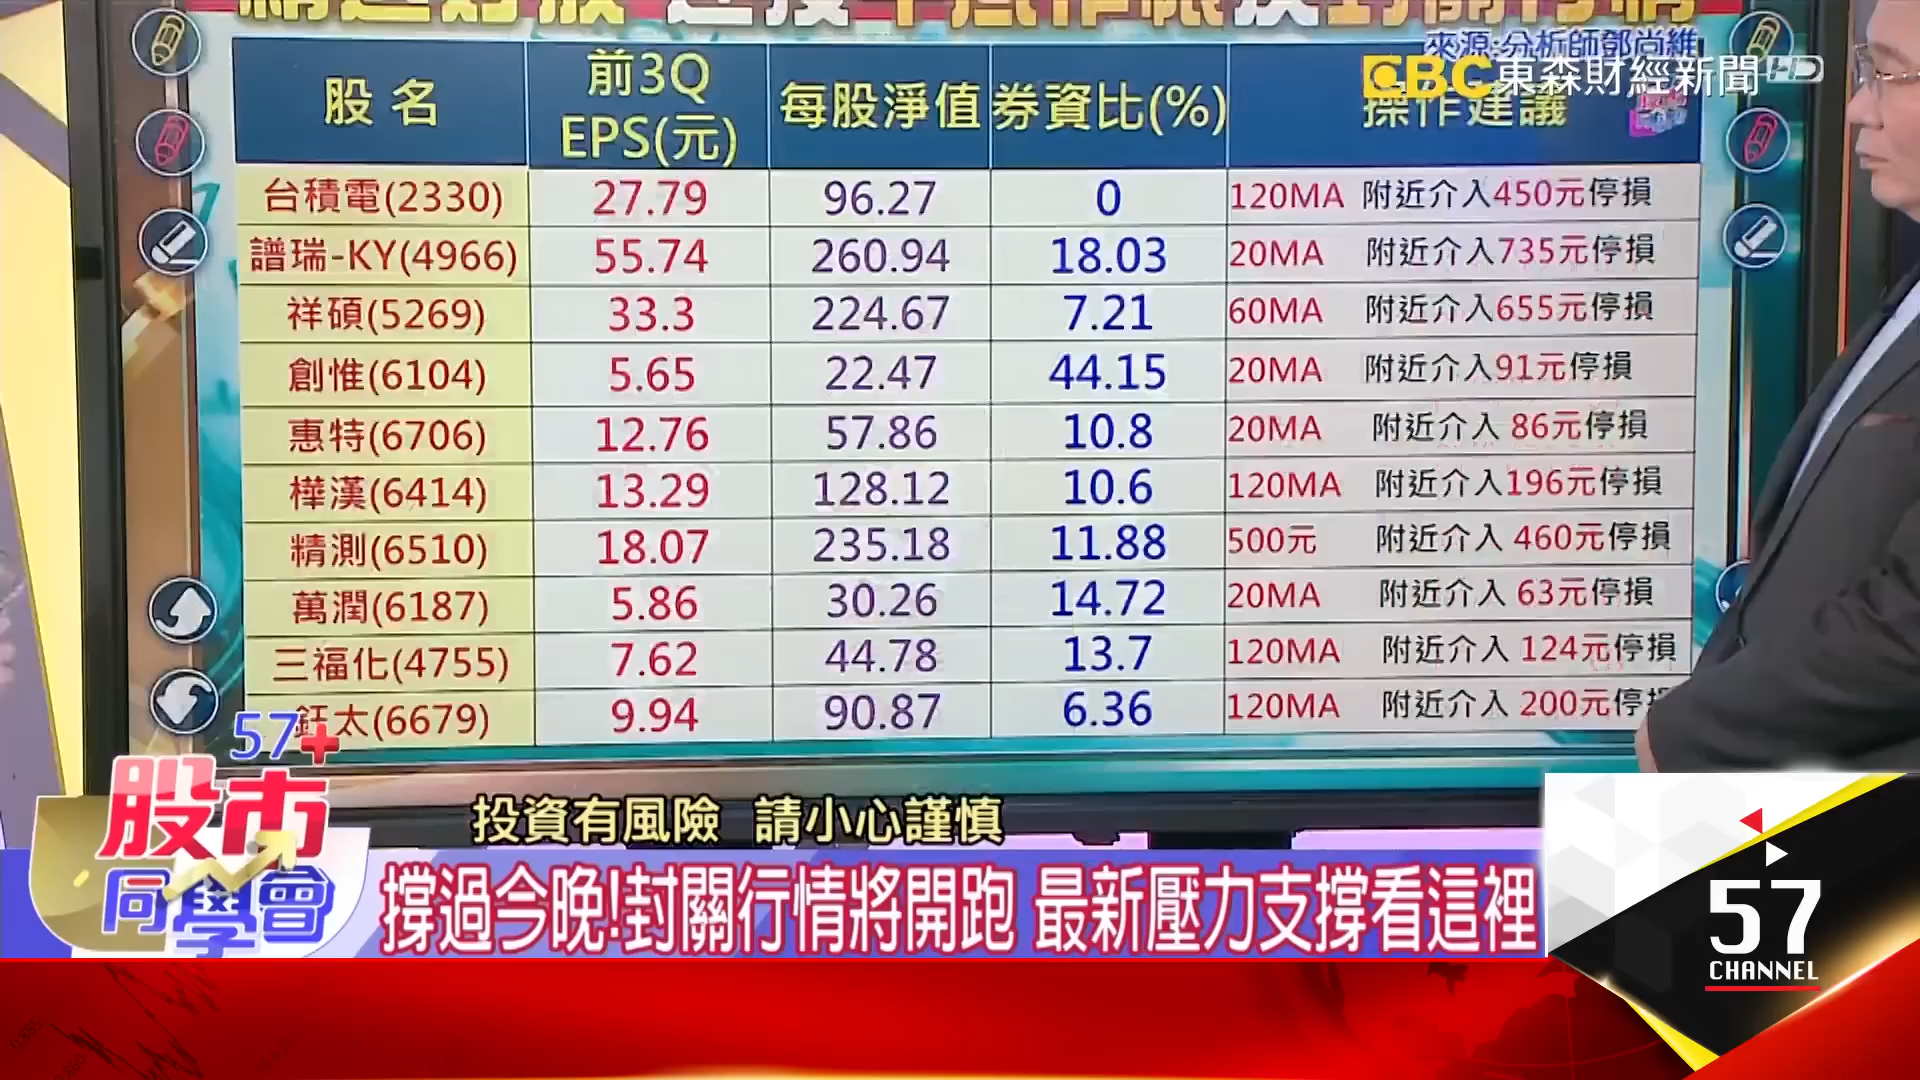 來源:分析師鄧尚維
EBC東森財經新聞HD
股名 前3Q EPS(元) 每股淨值 券資比(%) 操作建議
台積電(2330) 27.79 96.27 0 120MA 附近介入450元停損
譜瑞-KY(4966) 55.74 260.94 18.03 20MA 附近介入735元停損
祥碩(5269) 33.3 224.67 7.21 60MA 附近介入655元停損
創惟(6104) 5.65 22.47 44.15 20MA 附近介入91元停損
惠特(6706) 12.76 57.86 10.8 20MA 附近介入 86元停損
樺漢(6414) 13.29 128.12 10.6 120MA 附近介入196元停損
精測(6510) 18.07 235.18 11.88 500元 附近介入 460元停損
萬潤(6187) 5.86 30.26 14.72 20MA 附近介入 63元停損
三福化(4755) 7.62 44.78 13.7 120MA 附近介入 124元停損
鈺太(6679) 9.94 90.87 6.36 120MA 附近介入 200元停損
57+
股市
同學會
投資有風險 請小心謹慎
撐過今晚!封關行情將開跑 最新壓力支撐看這裡
57
CHANNEL